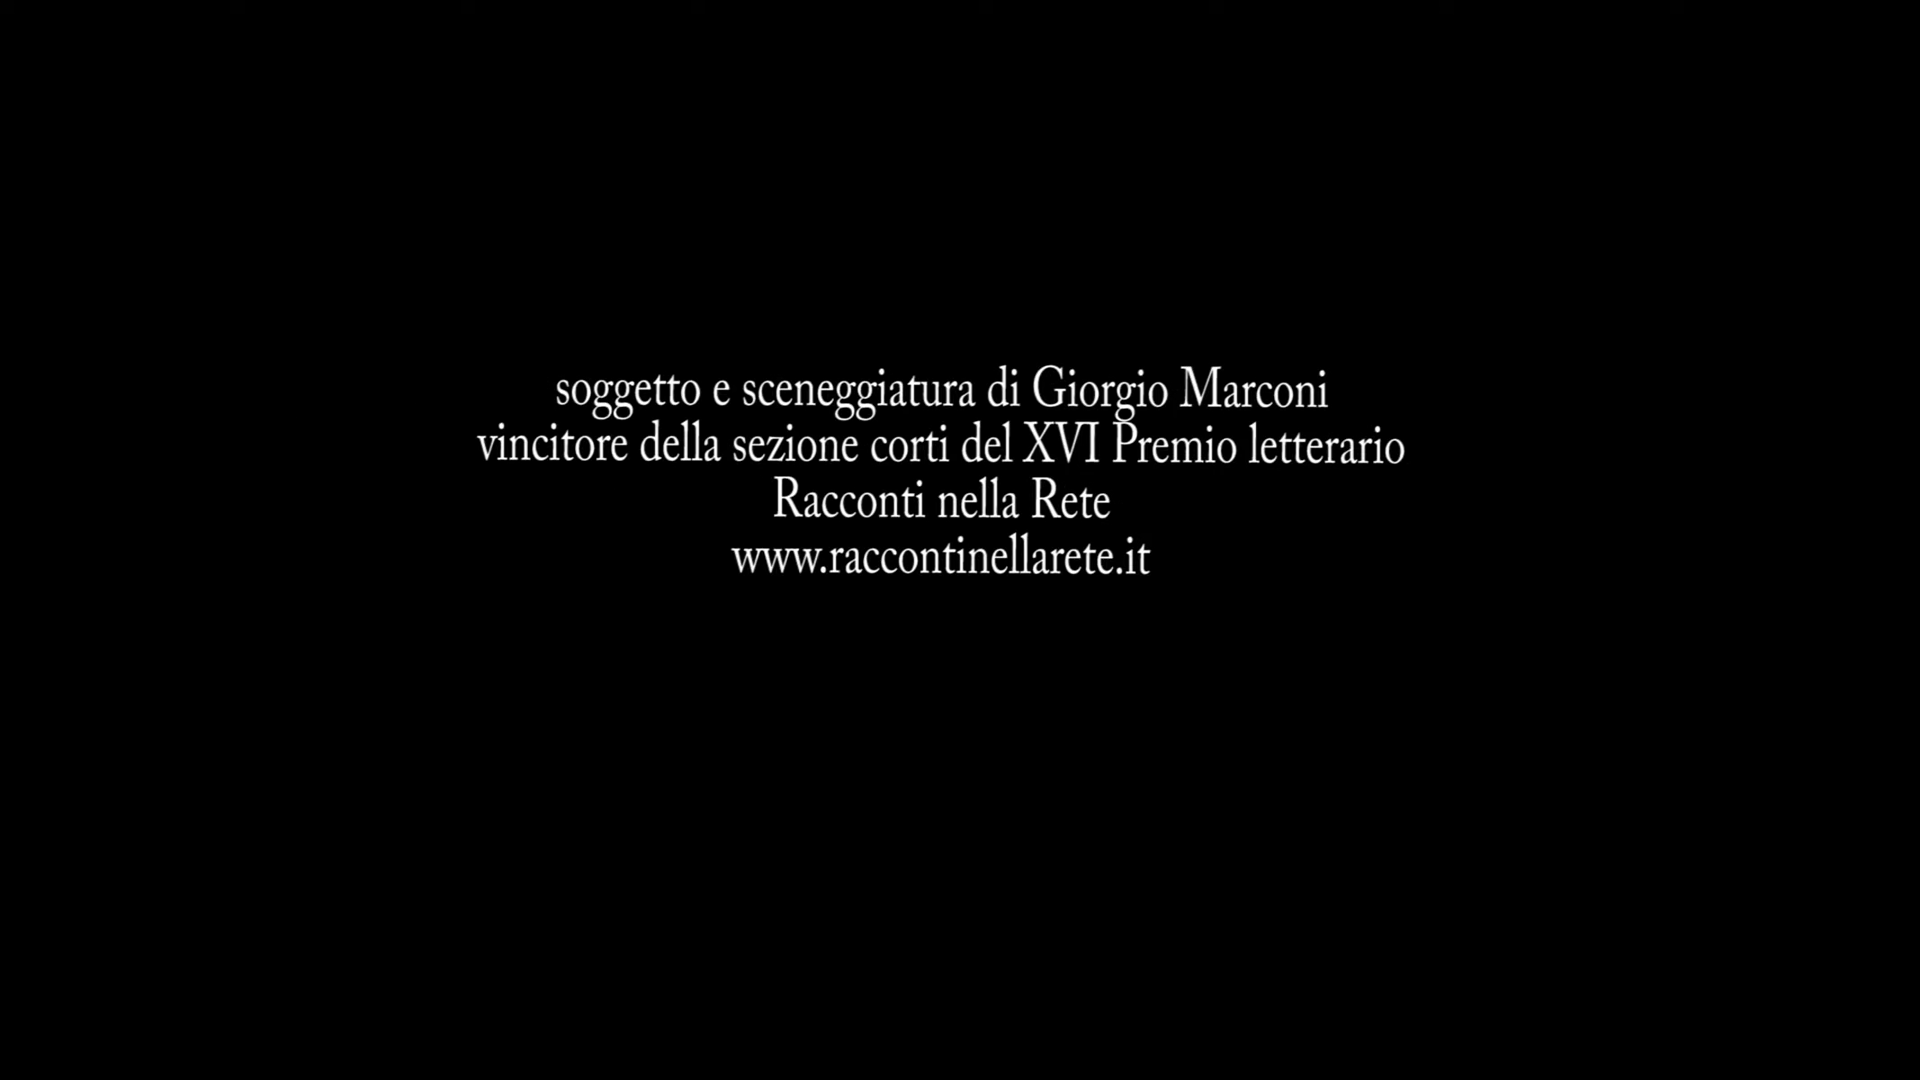 soggetto e sceneggiatura di Giorgio Marconi
vincitore della sezione corti del XVI Premio letterario
Racconti nella Rete
www.raccontinellarete.it